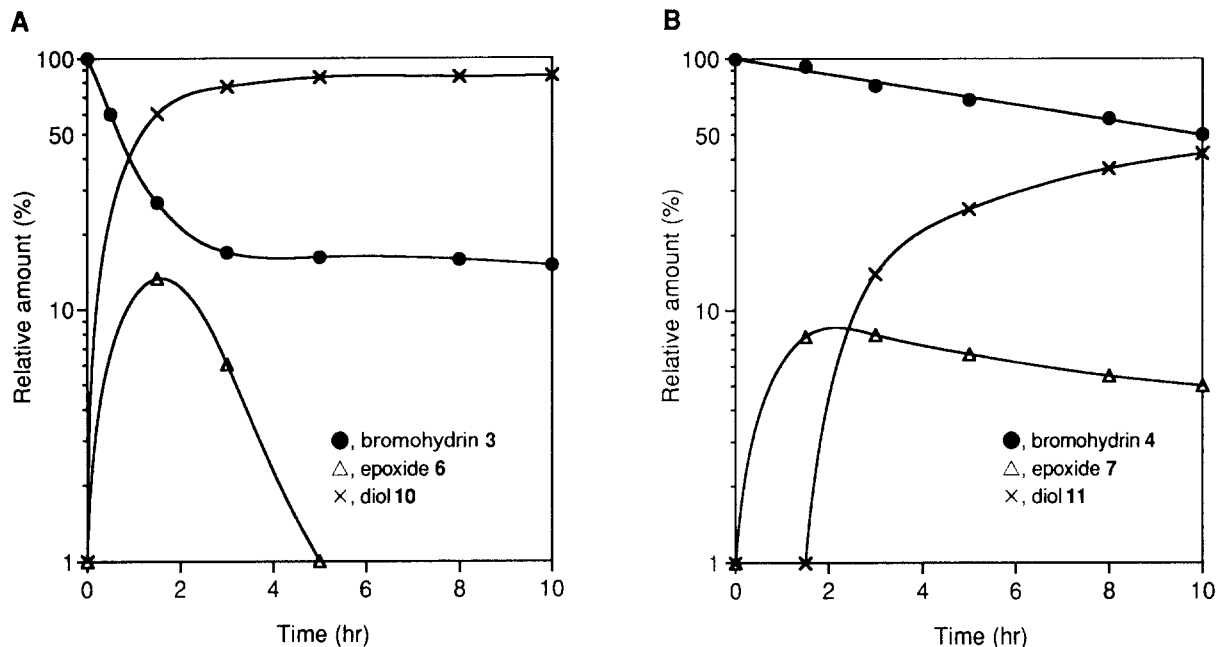 A
100
50
10
1
Relative amount (%)
0 2 4 6 8 10
Time (hr)
●, bromohydrin 3
△, epoxide 6
×, diol 10
B
100
50
10
1
Relative amount (%)
0 2 4 6 8 10
Time (hr)
●, bromohydrin 4
△, epoxide 7
×, diol 11